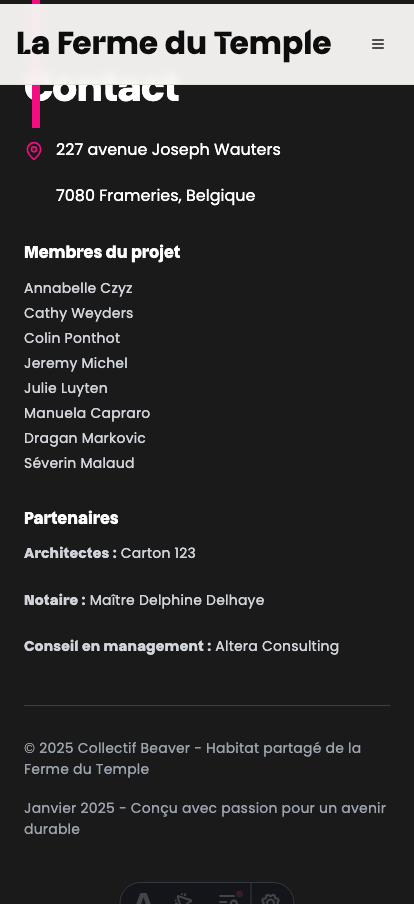 La Ferme du Temple
Contact
227 avenue Joseph Wauters
7080 Frameries, Belgique
Membres du projet
Annabelle Czyz
Cathy Weyders
Colin Ponthot
Jeremy Michel
Julie Luyten
Manuela Capraro
Dragan Markovic
Séverin Malaud
Partenaires
Architectes : Carton 123
Notaire : Maître Delphine Delhaye
Conseil en management : Altera Consulting
© 2025 Collectif Beaver - Habitat partagé de la
Ferme du Temple
Janvier 2025 - Conçu avec passion pour un avenir
durable